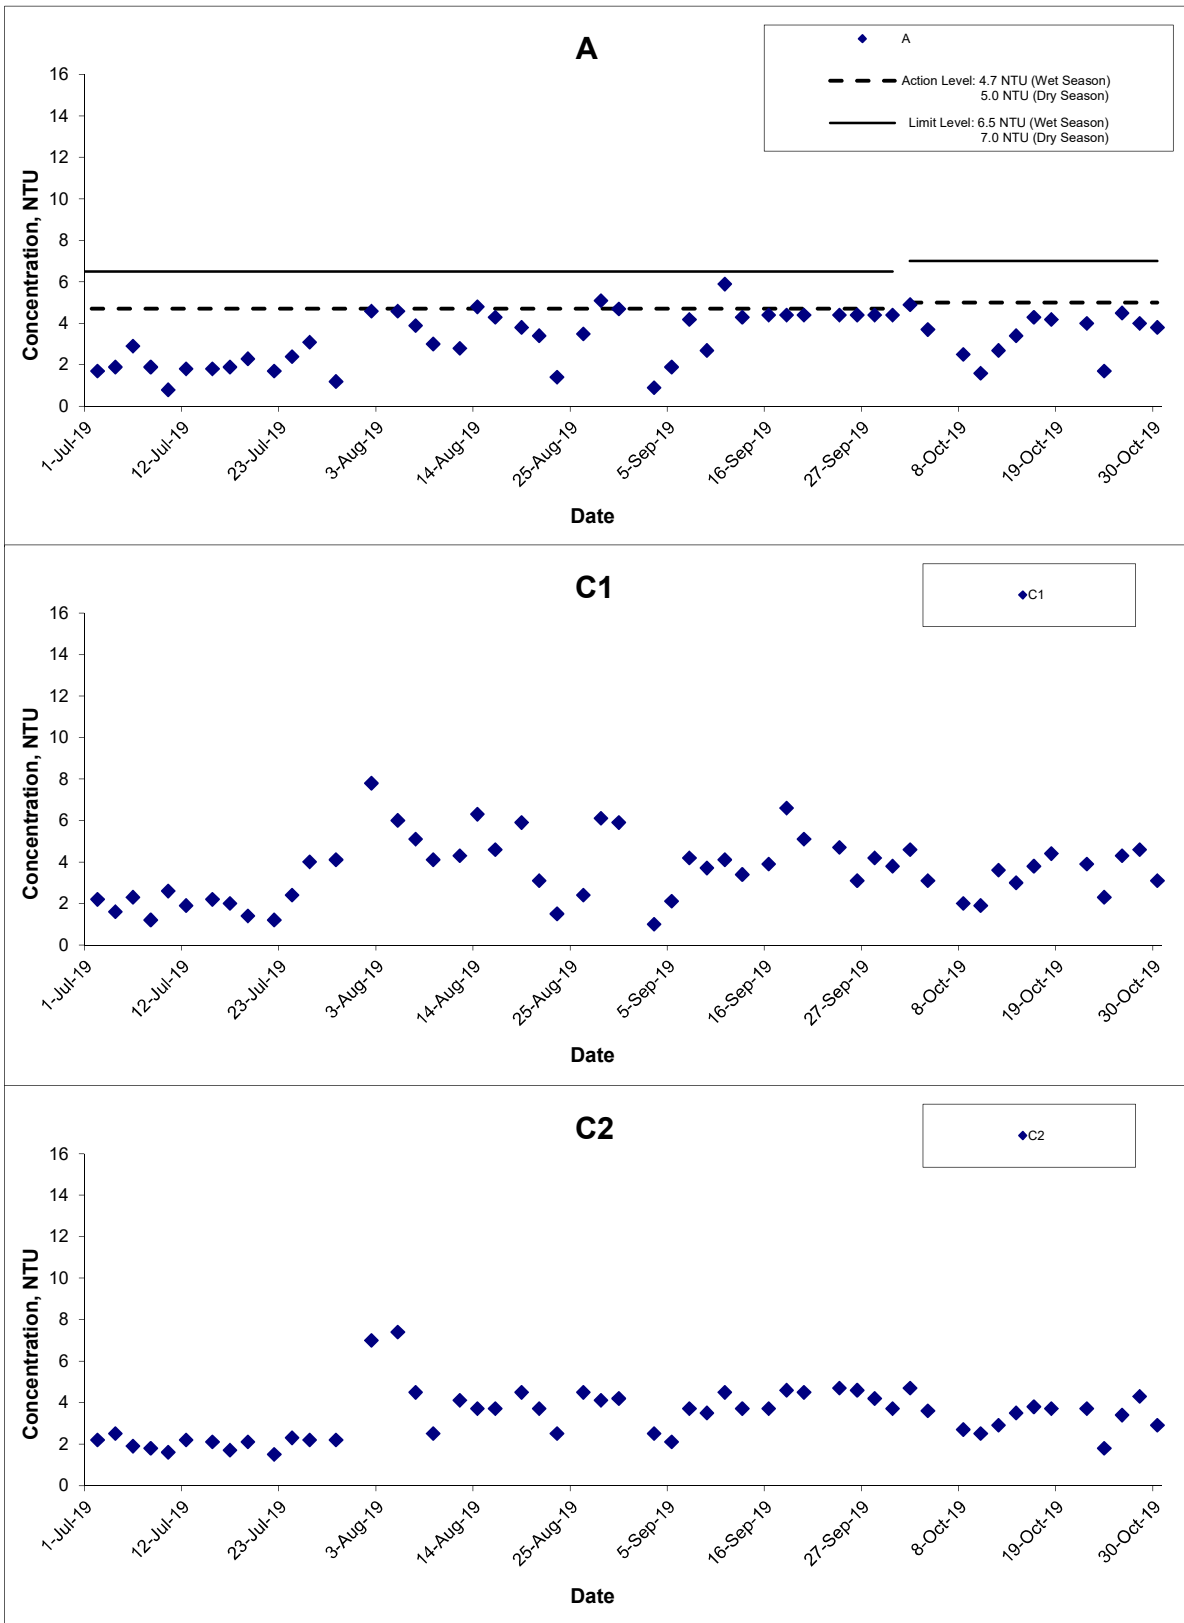 A
A
Action Level: 4.7 NTU (Wet Season)
5.0 NTU (Dry Season)
Limit Level: 6.5 NTU (Wet Season)
7.0 NTU (Dry Season)
Concentration, NTU
16
14
12
10
8
6
4
2
0
1-Jul-19
12-Jul-19
23-Jul-19
3-Aug-19
14-Aug-19
25-Aug-19
5-Sep-19
16-Sep-19
27-Sep-19
8-Oct-19
19-Oct-19
30-Oct-19
Date
C1
C1
Concentration, NTU
16
14
12
10
8
6
4
2
0
1-Jul-19
12-Jul-19
23-Jul-19
3-Aug-19
14-Aug-19
25-Aug-19
5-Sep-19
16-Sep-19
27-Sep-19
8-Oct-19
19-Oct-19
30-Oct-19
Date
C2
C2
Concentration, NTU
16
14
12
10
8
6
4
2
0
1-Jul-19
12-Jul-19
23-Jul-19
3-Aug-19
14-Aug-19
25-Aug-19
5-Sep-19
16-Sep-19
27-Sep-19
8-Oct-19
19-Oct-19
30-Oct-19
Date